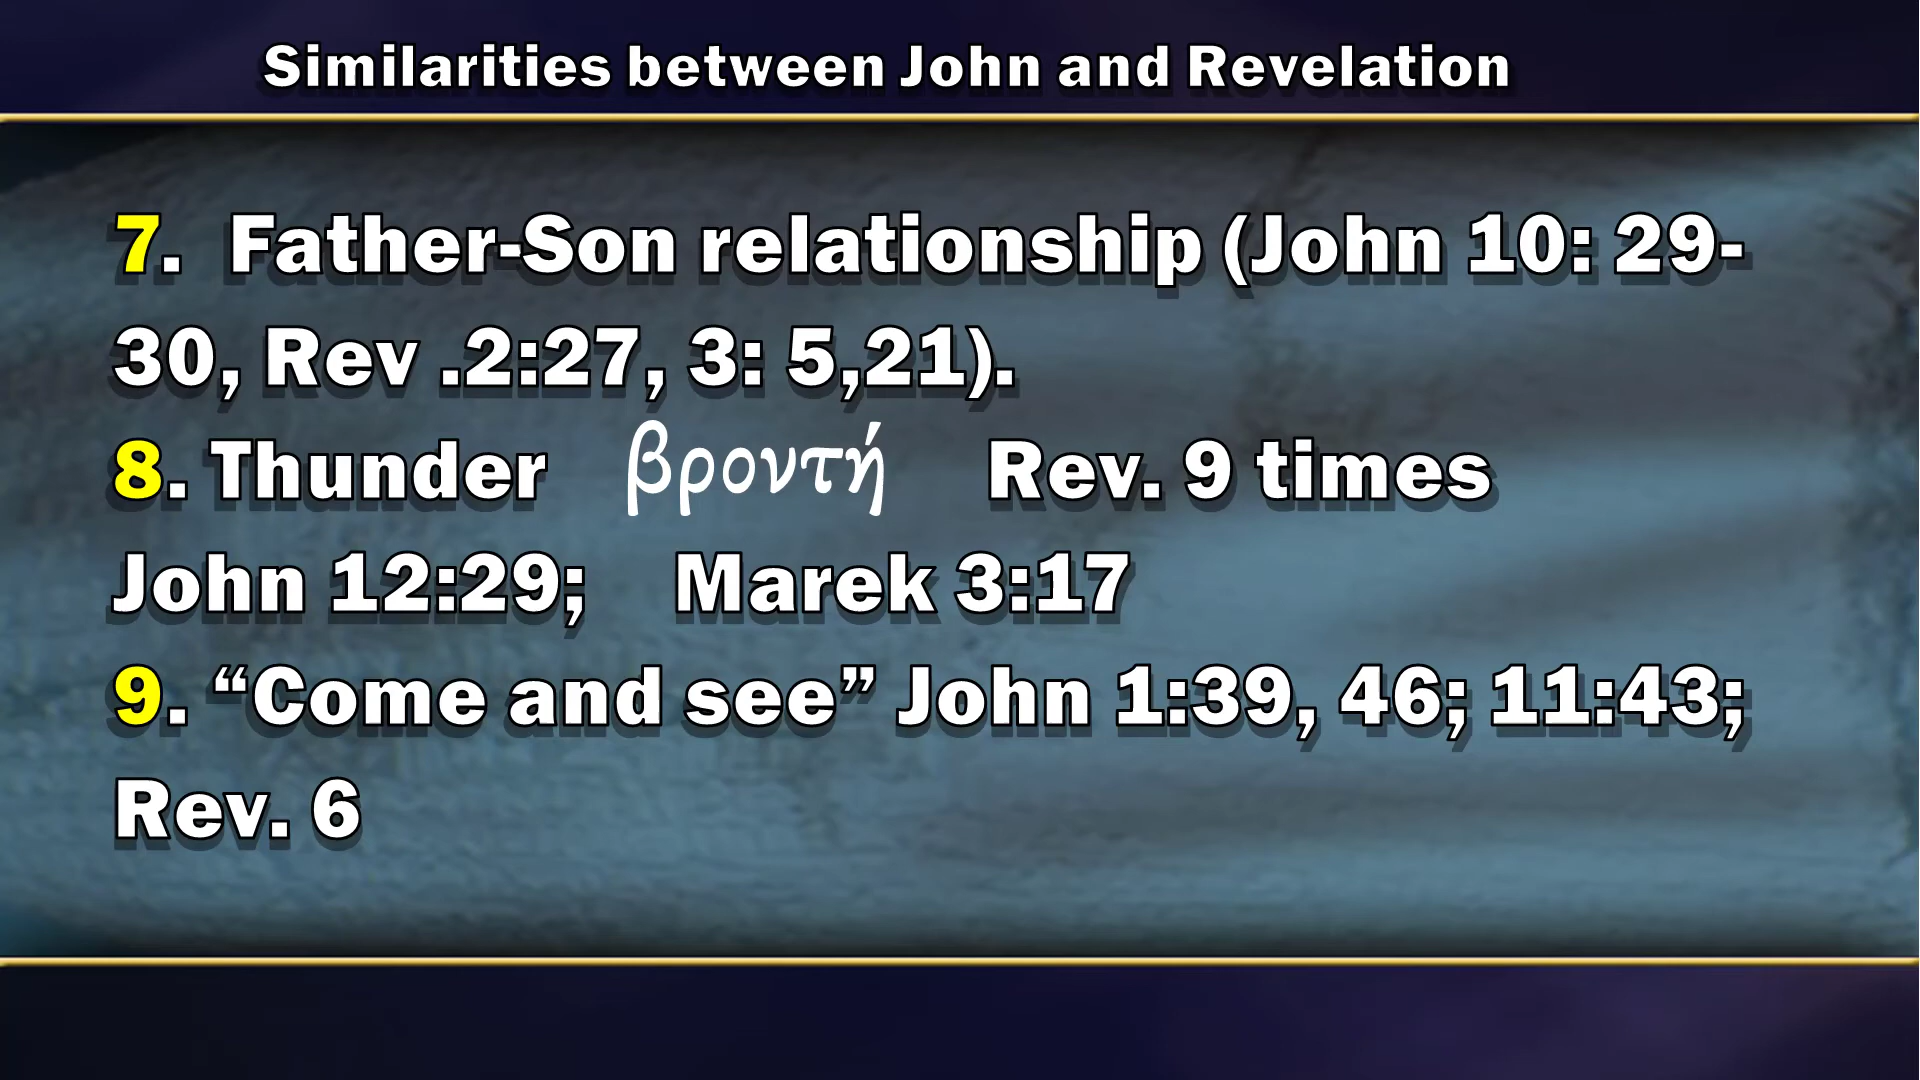 Similarities between John and Revelation
7. Father-Son relationship (John 10: 29-
30, Rev .2:27, 3: 5,21).
8. Thunder βροντή Rev. 9 times
John 12:29; Marek 3:17
9. “Come and see” John 1:39, 46; 11:43;
Rev. 6